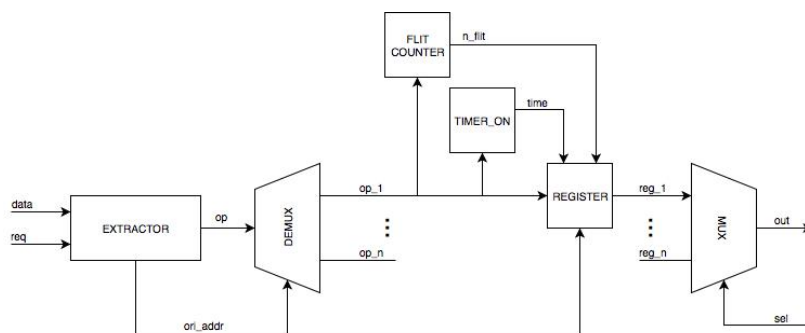 FLIT
COUNTER
n_flit
TIMER_ON
time
data
req
EXTRACTOR
op
DEMUX
op_1
op_n
REGISTER
reg_1
reg_n
MUX
out
ori_addr
sel